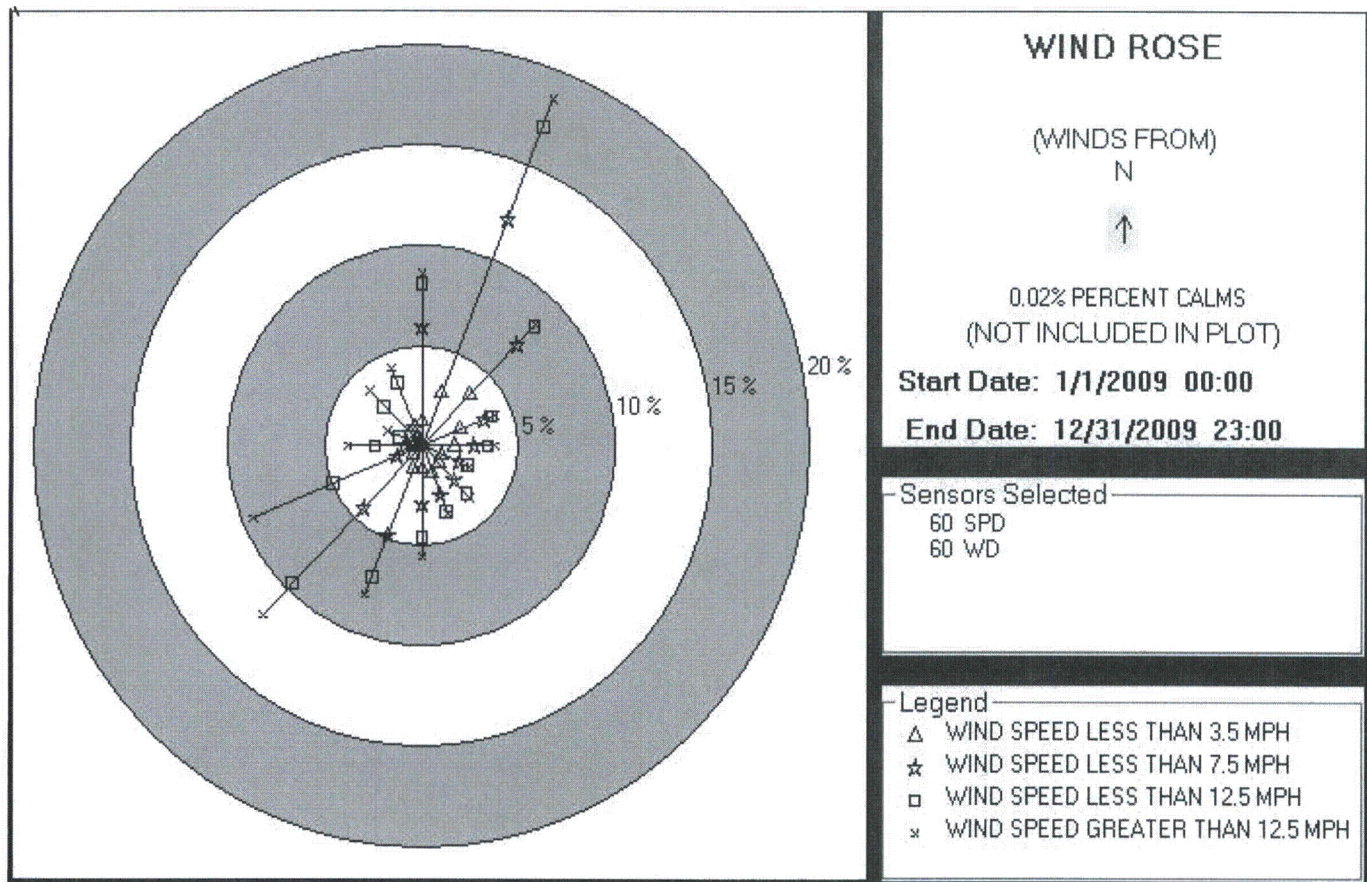 WIND ROSE
(WINDS FROM)
N
0.02% PERCENT CALMS
(NOT INCLUDED IN PLOT)
Start Date: 1/1/2009 00:00
End Date: 12/31/2009 23:00
5 %
10 %
15 %
20 %
Sensors Selected
60 SPD
60 WD
Legend
WIND SPEED LESS THAN 3.5 MPH
WIND SPEED LESS THAN 7.5 MPH
WIND SPEED LESS THAN 12.5 MPH
WIND SPEED GREATER THAN 12.5 MPH